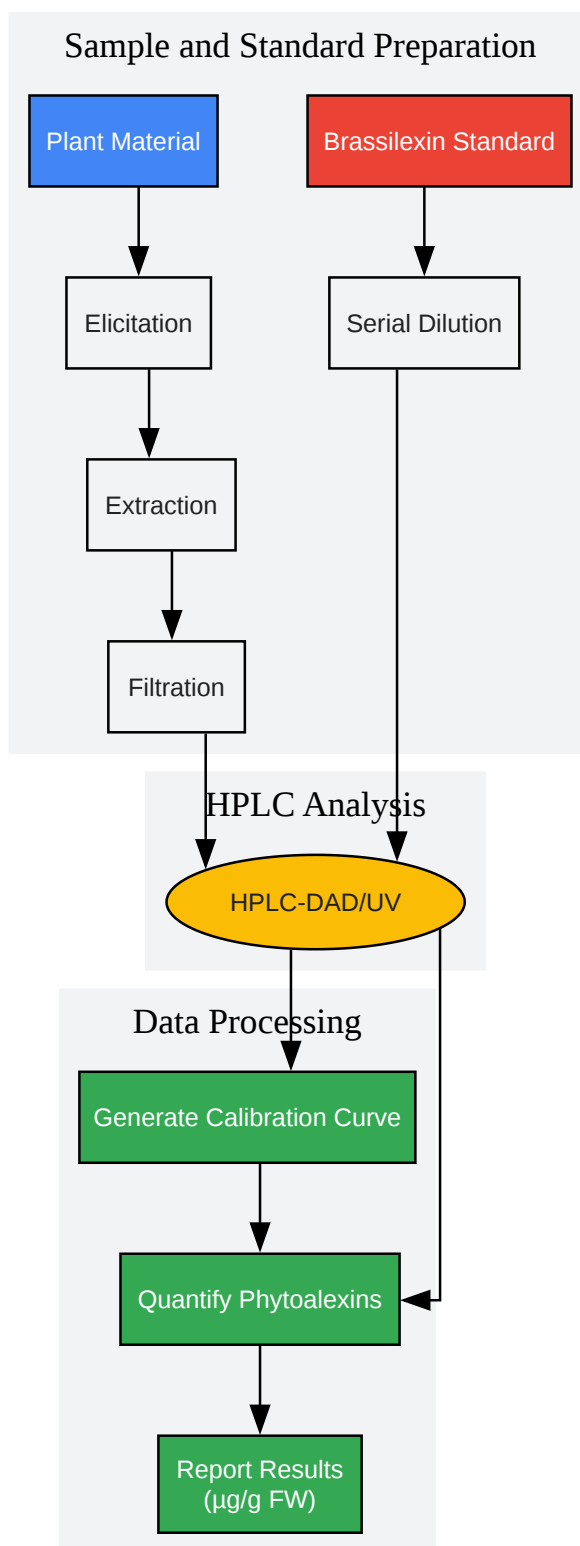 Sample and Standard Preparation
Plant Material
Brassilexin Standard
Elicitation
Serial Dilution
Extraction
Filtration
HPLC Analysis
HPLC-DAD/UV
Data Processing
Generate Calibration Curve
Quantify Phytoalexins
Report Results
(µg/g FW)